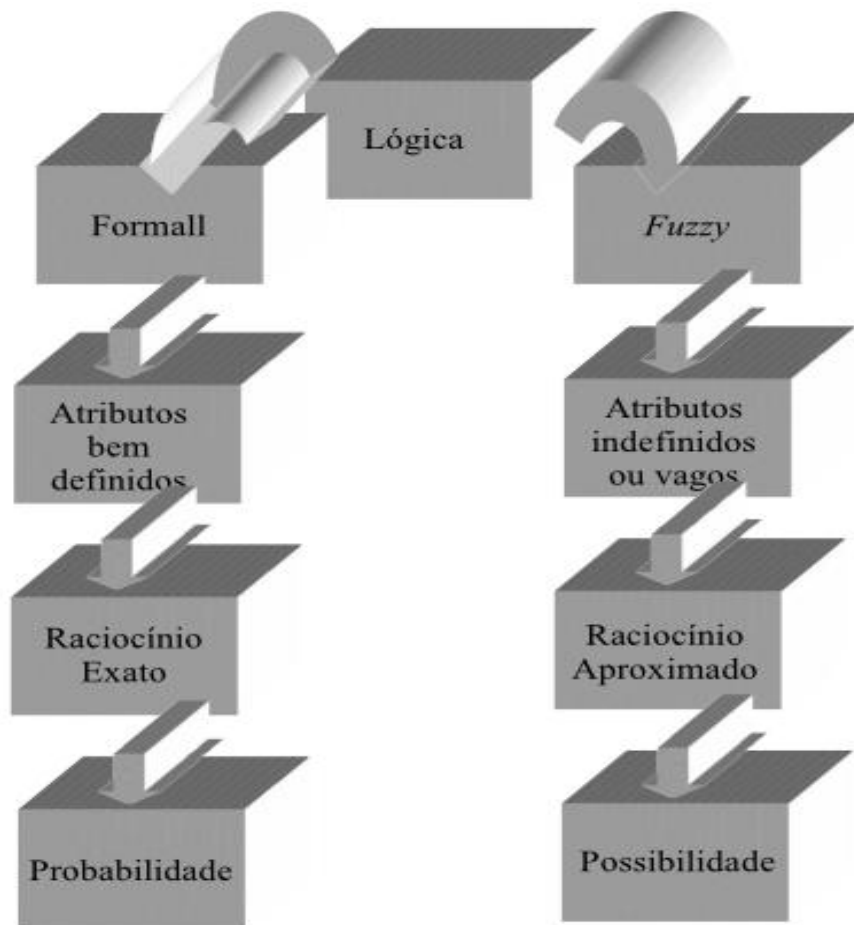 Lógica
Formall
Fuzzy
Atributos
bem
definidos
Atributos
indefinidos
ou vagos
Raciocínio
Exato
Raciocínio
Aproximado
Probabilidade
Possibilidade